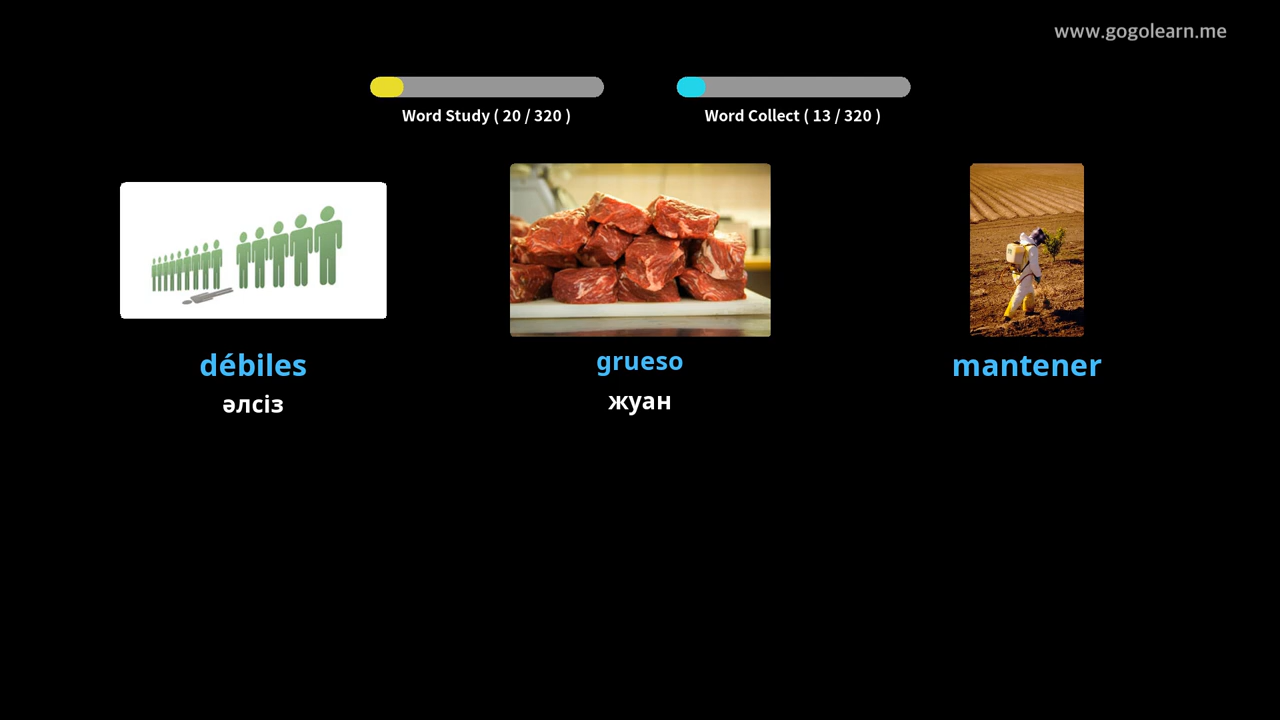 www.gogolearn.me
Word Study ( 20 / 320 )
Word Collect ( 13 / 320 )
débiles
әлсіз
grueso
жуан
mantener